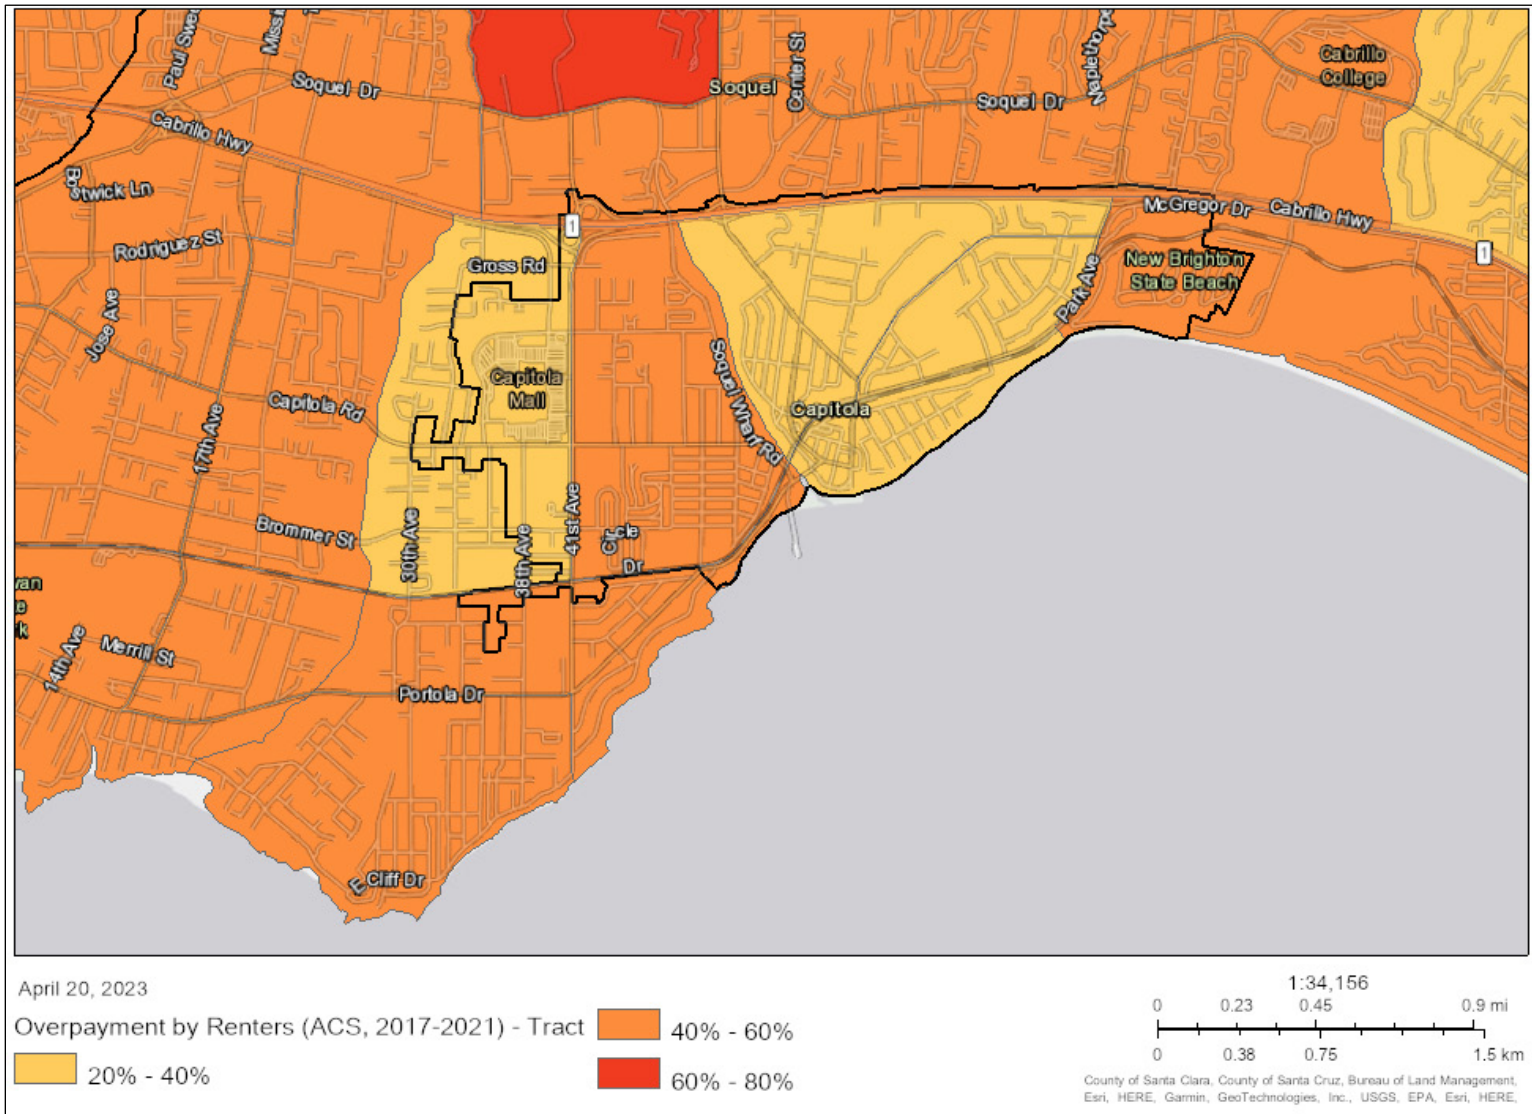 Soquel Dr
Soquel
Center St
Soquel Dr
Cabrillo
College
Cabrillo Hwy
Bostwick Ln
McGregor Dr
Cabrillo Hwy
1
1
Rodriguez St
Gross Rd
New Brighton
State Beach
Park Ave
Jose Ave
Capitola
Mall
Soquel Wharf Rd
Capitola Rd
Capitola
17th Ave
Brommer St
30th Ave
38th Ave
41st Ave
Circle
Dr
14th Ave
Merrill St
Portola Dr
E Cliff Dr
April 20, 2023
Overpayment by Renters (ACS, 2017-2021) - Tract
20% - 40%
40% - 60%
60% - 80%
1:34,156
0 0.23 0.45 0.9 mi
0 0.38 0.75 1.5 km
County of Santa Clara, County of Santa Cruz, Bureau of Land Management,
Esri, HERE, Garmin, GeoTechnologies, Inc., USGS, EPA, Esri, HERE,